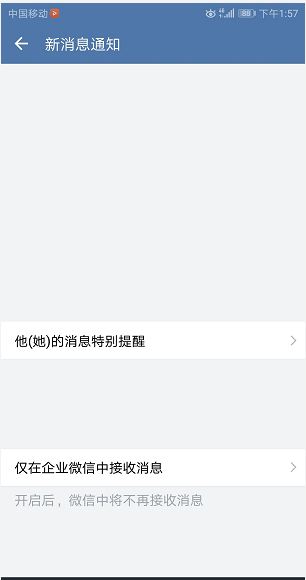 中国移动 4G 88 下午1:57
新消息通知
他(她)的消息特别提醒
仅在企业微信中接收消息
开启后，微信中将不再接收消息